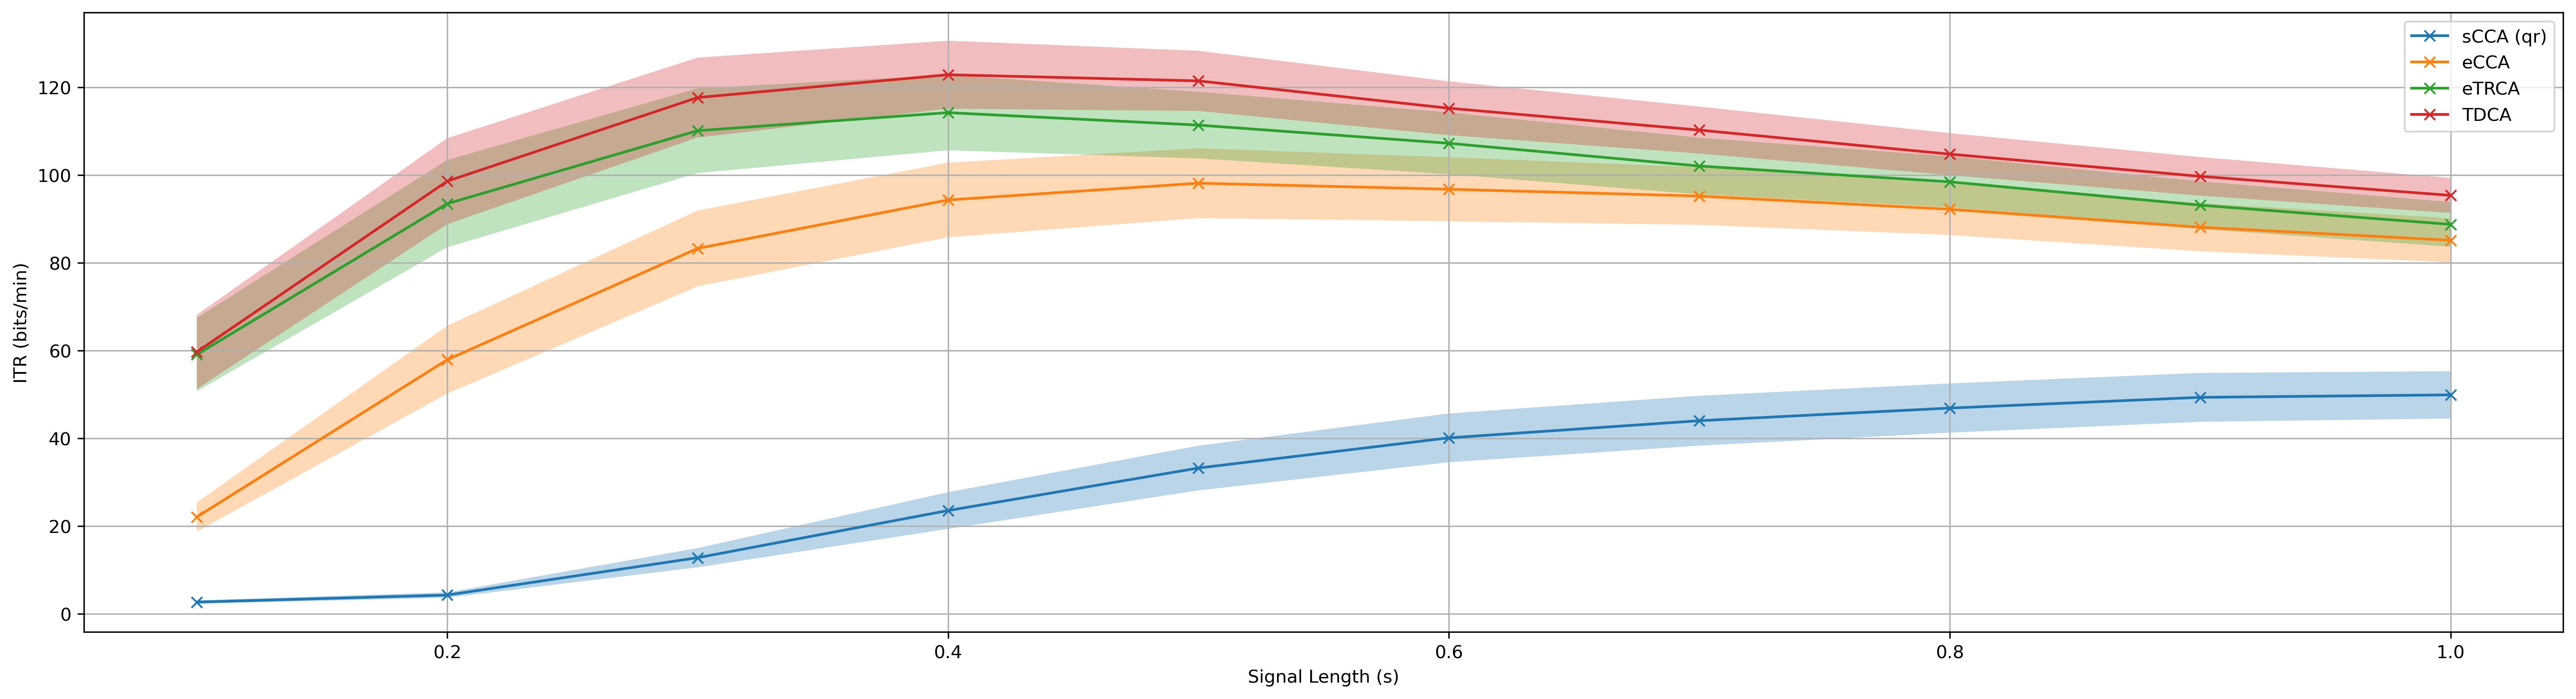 ITR (bits/min)
120
100
80
60
40
20
0
sCCA (qr)
eCCA
eTRCA
TDCA
0.2
0.4
0.6
0.8
1.0
Signal Length (s)